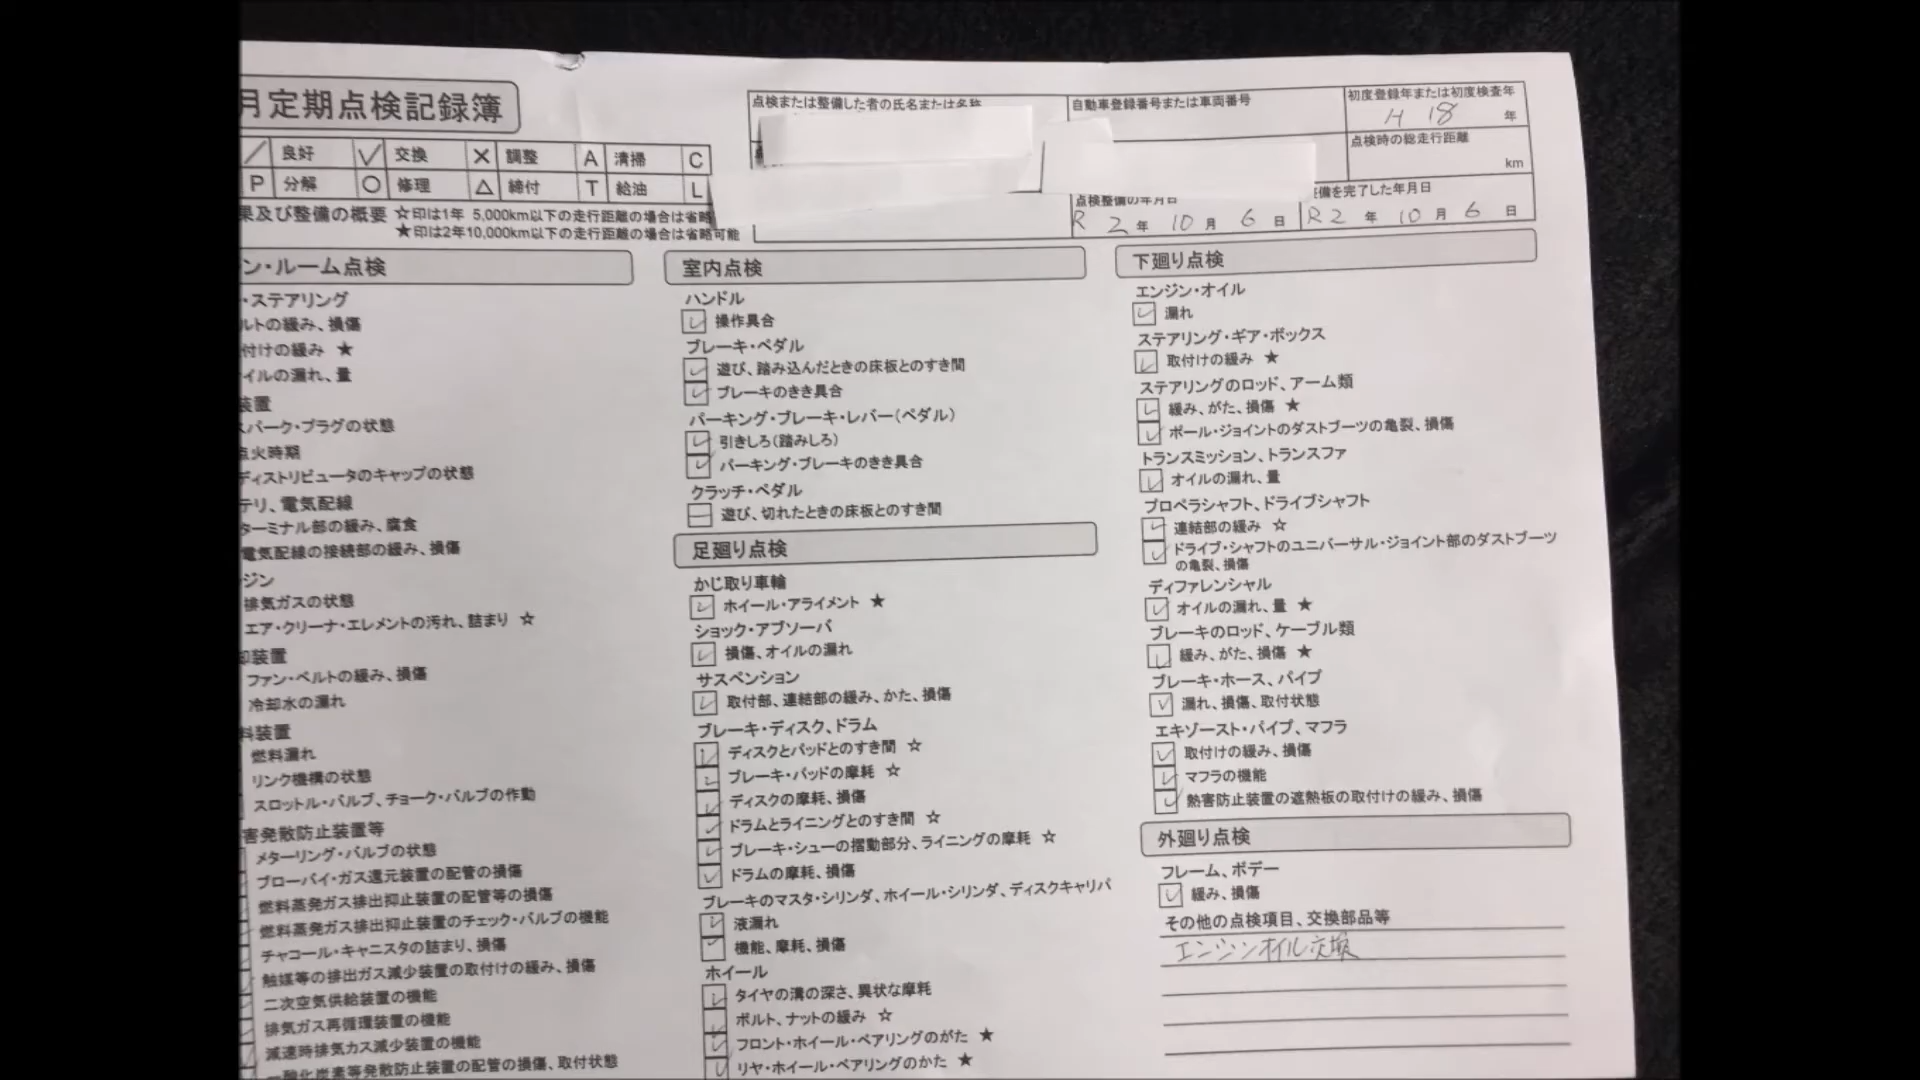 月定期点検記録簿
／ 良好 ✓ 交換 × 調整 A 清掃 C
P 分解 ○ 修理 △ 締付 T 給油 L
果及び整備の概要 ☆印は1年 5,000km以下の走行距離の場合は省略
★印は2年10,000km以下の走行距離の場合は省略可能
点検または整備した者の氏名または名称
自動車登録番号または車両番号
初度登録年または初度検査年
H 18 年
点検時の総走行距離
km
点検整備の年月日
R 2 年 10 月 6 日
備を完了した年月日
R2 年 10 月 6 日
ン・ルーム点検
・ステアリング
ルトの緩み、損傷
付けの緩み ★
イルの漏れ、量
装置
スパーク・プラグの状態
点火時期
ディストリビュータのキャップの状態
テリ、電気配線
ターミナル部の緩み、腐食
電気配線の接続部の緩み、損傷
ジン
排気ガスの状態
エア・クリーナ・エレメントの汚れ、詰まり ☆
却装置
ファン・ベルトの緩み、損傷
冷却水の漏れ
料装置
燃料漏れ
リンク機構の状態
スロットル・バルブ、チョーク・バルブの作動
害発散防止装置等
メターリング・バルブの状態
ブローバイ・ガス還元装置の配管の損傷
燃料蒸発ガス排出抑止装置の配管等の損傷
燃料蒸発ガス排出抑止装置のチェック・バルブの機能
チャコール・キャニスタの詰まり、損傷
触媒等の排出ガス減少装置の取付けの緩み、損傷
二次空気供給装置の機能
排気ガス再循環装置の機能
減速時排気ガス減少装置の機能
一酸化炭素等発散防止装置の配管の損傷、取付状態
室内点検
ハンドル
操作具合
ブレーキ・ペダル
遊び、踏み込んだときの床板とのすき間
ブレーキのきき具合
パーキング・ブレーキ・レバー（ペダル）
引きしろ（踏みしろ）
パーキング・ブレーキのきき具合
クラッチ・ペダル
遊び、切れたときの床板とのすき間
足廻り点検
かじ取り車輪
ホイール・アライメント ★
ショック・アブソーバ
損傷、オイルの漏れ
サスペンション
取付部、連結部の緩み、がた、損傷
ブレーキ・ディスク、ドラム
ディスクとパッドとのすき間 ☆
ブレーキ・パッドの摩耗 ☆
ディスクの摩耗、損傷
ドラムとライニングとのすき間 ☆
ブレーキ・シューの摺動部分、ライニングの摩耗 ☆
ドラムの摩耗、損傷
ブレーキのマスタ・シリンダ、ホイール・シリンダ、ディスクキャリパ
液漏れ
機能、摩耗、損傷
ホイール
タイヤの溝の深さ、異状な摩耗
ボルト、ナットの緩み ☆
フロント・ホイール・ベアリングのがた ★
リヤ・ホイール・ベアリングのがた ★
下廻り点検
エンジン・オイル
漏れ
ステアリング・ギア・ボックス
取付けの緩み ★
ステアリングのロッド、アーム類
緩み、がた、損傷 ★
ボール・ジョイントのダストブーツの亀裂、損傷
トランスミッション、トランスファ
オイルの漏れ、量
プロペラシャフト、ドライブシャフト
連結部の緩み ☆
ドライブ・シャフトのユニバーサル・ジョイント部のダストブーツ
の亀裂、損傷
ディファレンシャル
オイルの漏れ、量 ★
ブレーキのロッド、ケーブル類
緩み、がた、損傷 ★
ブレーキ・ホース、パイプ
漏れ、損傷、取付状態
エキゾースト・パイプ、マフラ
取付けの緩み、損傷
マフラの機能
熱害防止装置の遮熱板の取付けの緩み、損傷
外廻り点検
フレーム、ボデー
緩み、損傷
その他の点検項目、交換部品等
エンジンオイル交換